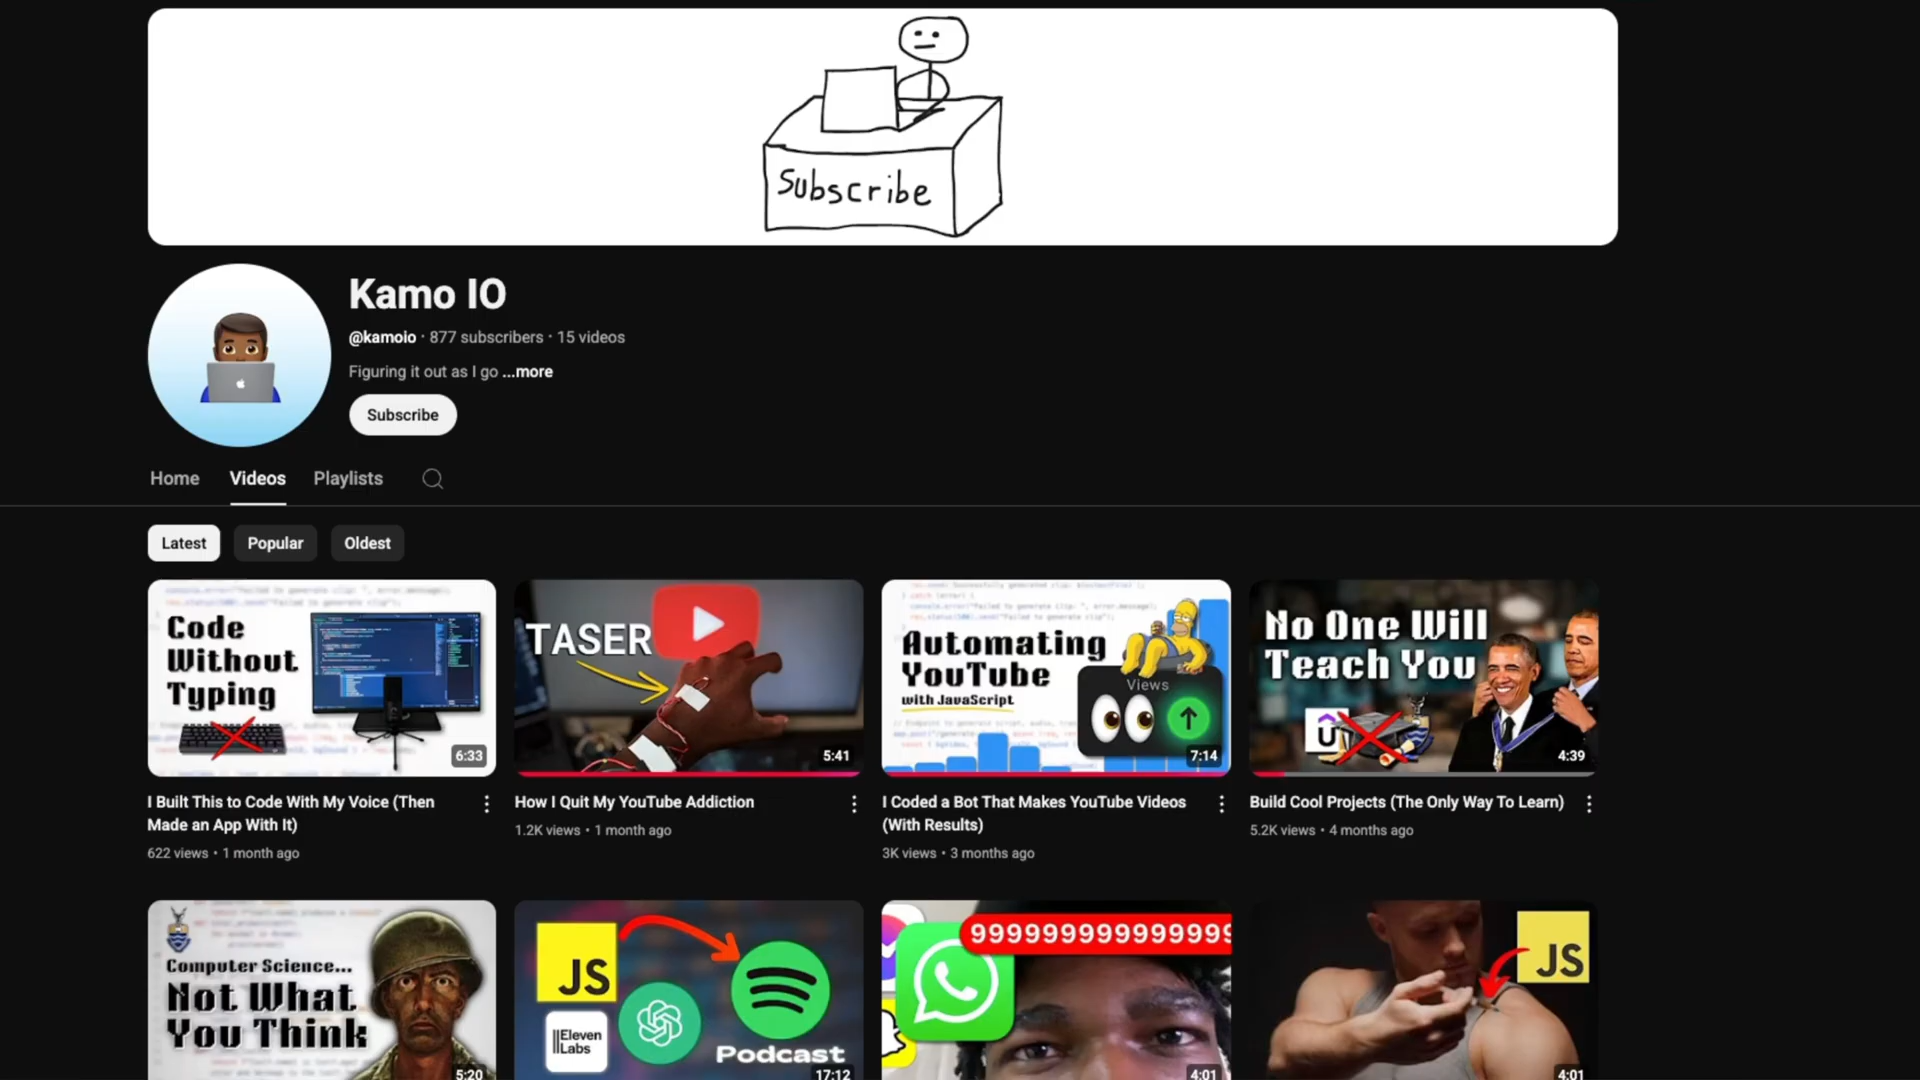 Subscribe
Kamo IO
@kamoio · 877 subscribers · 15 videos
Figuring it out as I go ...more
Subscribe
Home Videos Playlists
Latest Popular Oldest
Code
Without
Typing
6:33
TASER
5:41
Automating
YouTube
with JavaScript
Views
7:14
No One Will
Teach You
U
4:39
I Built This to Code With My Voice (Then
Made an App With It)
622 views • 1 month ago
How I Quit My YouTube Addiction
1.2K views • 1 month ago
I Coded a Bot That Makes YouTube Videos
(With Results)
3K views • 3 months ago
Build Cool Projects (The Only Way To Learn)
5.2K views • 4 months ago
Computer Science...
Not What
You Think
5:20
JS
IIEleven
Labs
Podcast
17:12
9999999999999999
4:01
JS
4:01